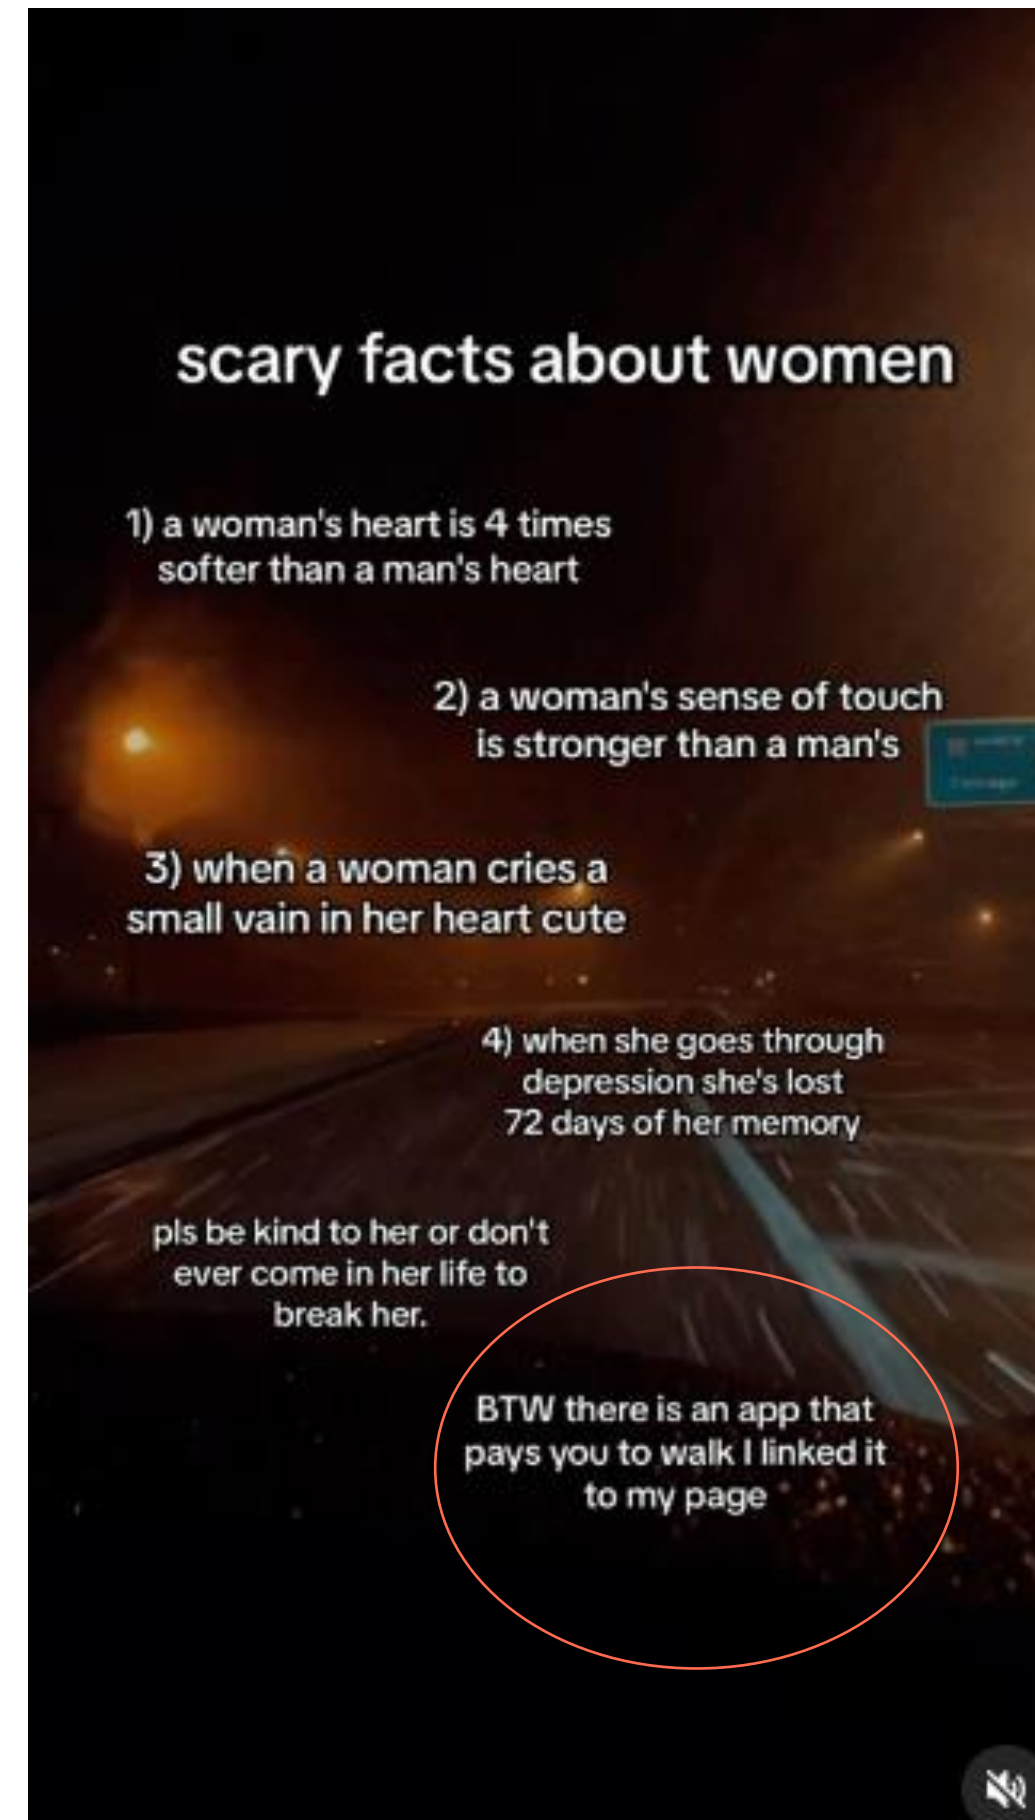 scary facts about women
1) a woman's heart is 4 times
softer than a man's heart
2) a woman's sense of touch
is stronger than a man's
3) when a woman cries a
small vain in her heart cute
4) when she goes through
depression she's lost
72 days of her memory
pls be kind to her or don't
ever come in her life to
break her.
BTW there is an app that
pays you to walk I linked it
to my page